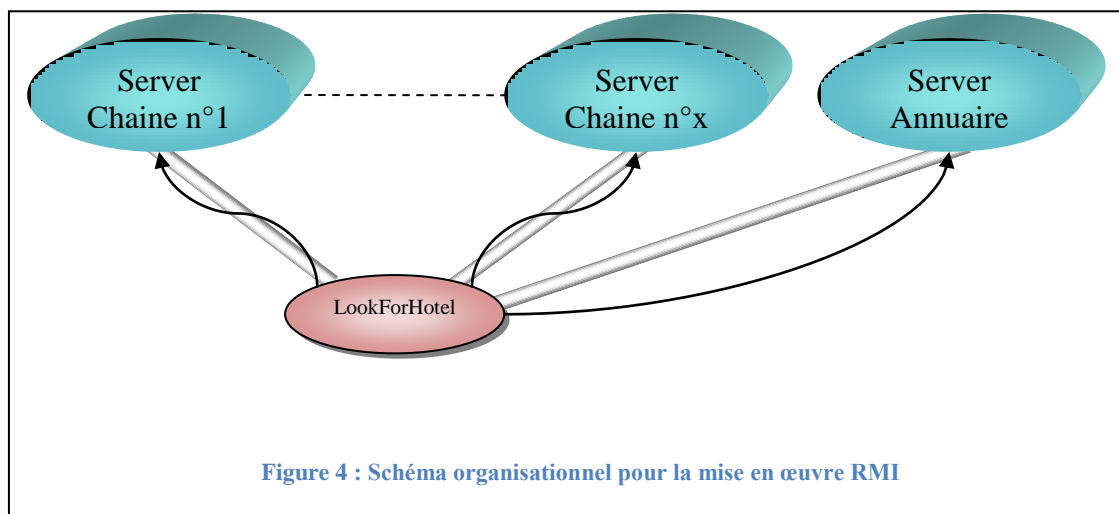 Server
Chaine n°1
Server
Chaine n°x
Server
Annuaire
LookForHotel
Figure 4 : Schéma organisationnel pour la mise en œuvre RMI